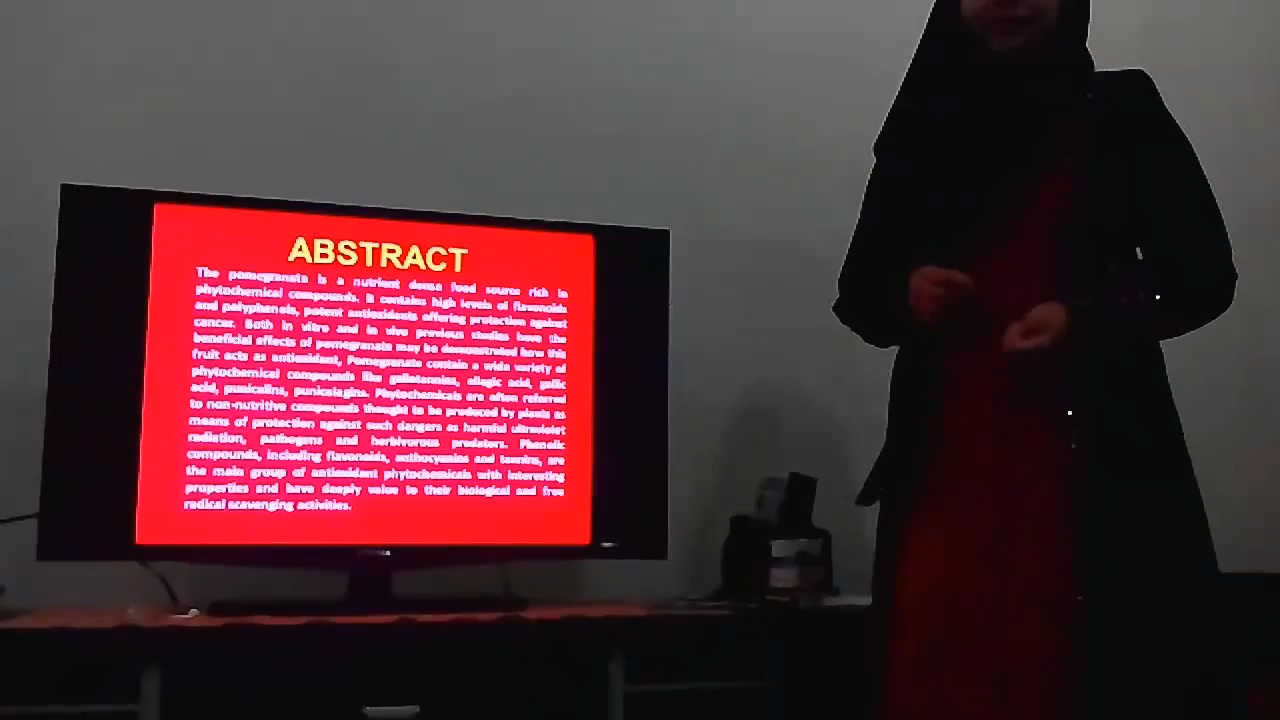 ABSTRACT
The pomegranate is a nutrient dense food source rich in
phytochemical compounds. It contains high levels of flavonoids
and polyphenols, potent antioxidants offering protection against
cancer. Both in vitro and in vivo previous studies have the
beneficial effects of pomegranate may be demonstrated how this
fruit acts as antioxidant, Pomegranate contain a wide variety of
phytochemical compounds like gallotannins, ellagic acid, gallic
acid, punicalins, punicalagins. Phytochemicals are often referred
to non-nutritive compounds thought to be produced by plants as
means of protection against such dangers as harmful ultraviolet
radiation, pathogens and herbivorous predators. Phenolic
compounds, including flavonoids, anthocyanins and tannins, are
the main group of antioxidant phytochemicals with interesting
properties and have deeply value to their biological and free
radical scavenging activities.